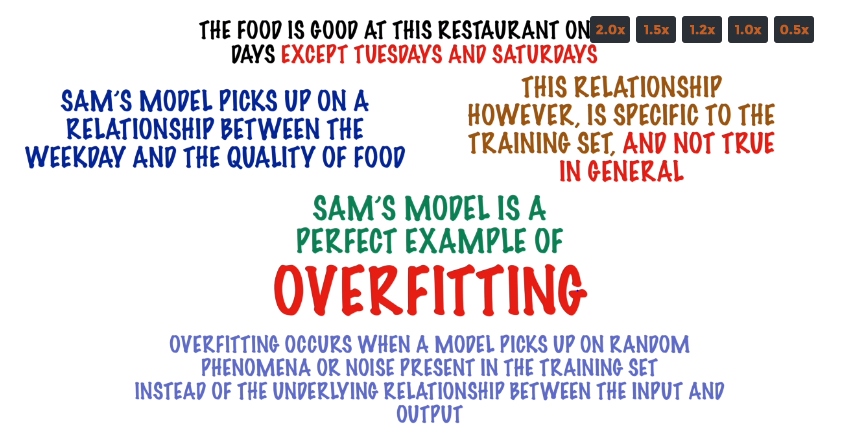 THE FOOD IS GOOD AT THIS RESTAURANT ON
2.0x 1.5x 1.2x 1.0x 0.5x
DAYS EXCEPT TUESDAYS AND SATURDAYS
SAM'S MODEL PICKS UP ON A
RELATIONSHIP BETWEEN THE
WEEKDAY AND THE QUALITY OF FOOD
THIS RELATIONSHIP
HOWEVER, IS SPECIFIC TO THE
TRAINING SET, AND NOT TRUE
IN GENERAL
SAM'S MODEL IS A
PERFECT EXAMPLE OF
OVERFITTING
OVERFITTING OCCURS WHEN A MODEL PICKS UP ON RANDOM
PHENOMENA OR NOISE PRESENT IN THE TRAINING SET
INSTEAD OF THE UNDERLYING RELATIONSHIP BETWEEN THE INPUT AND
OUTPUT